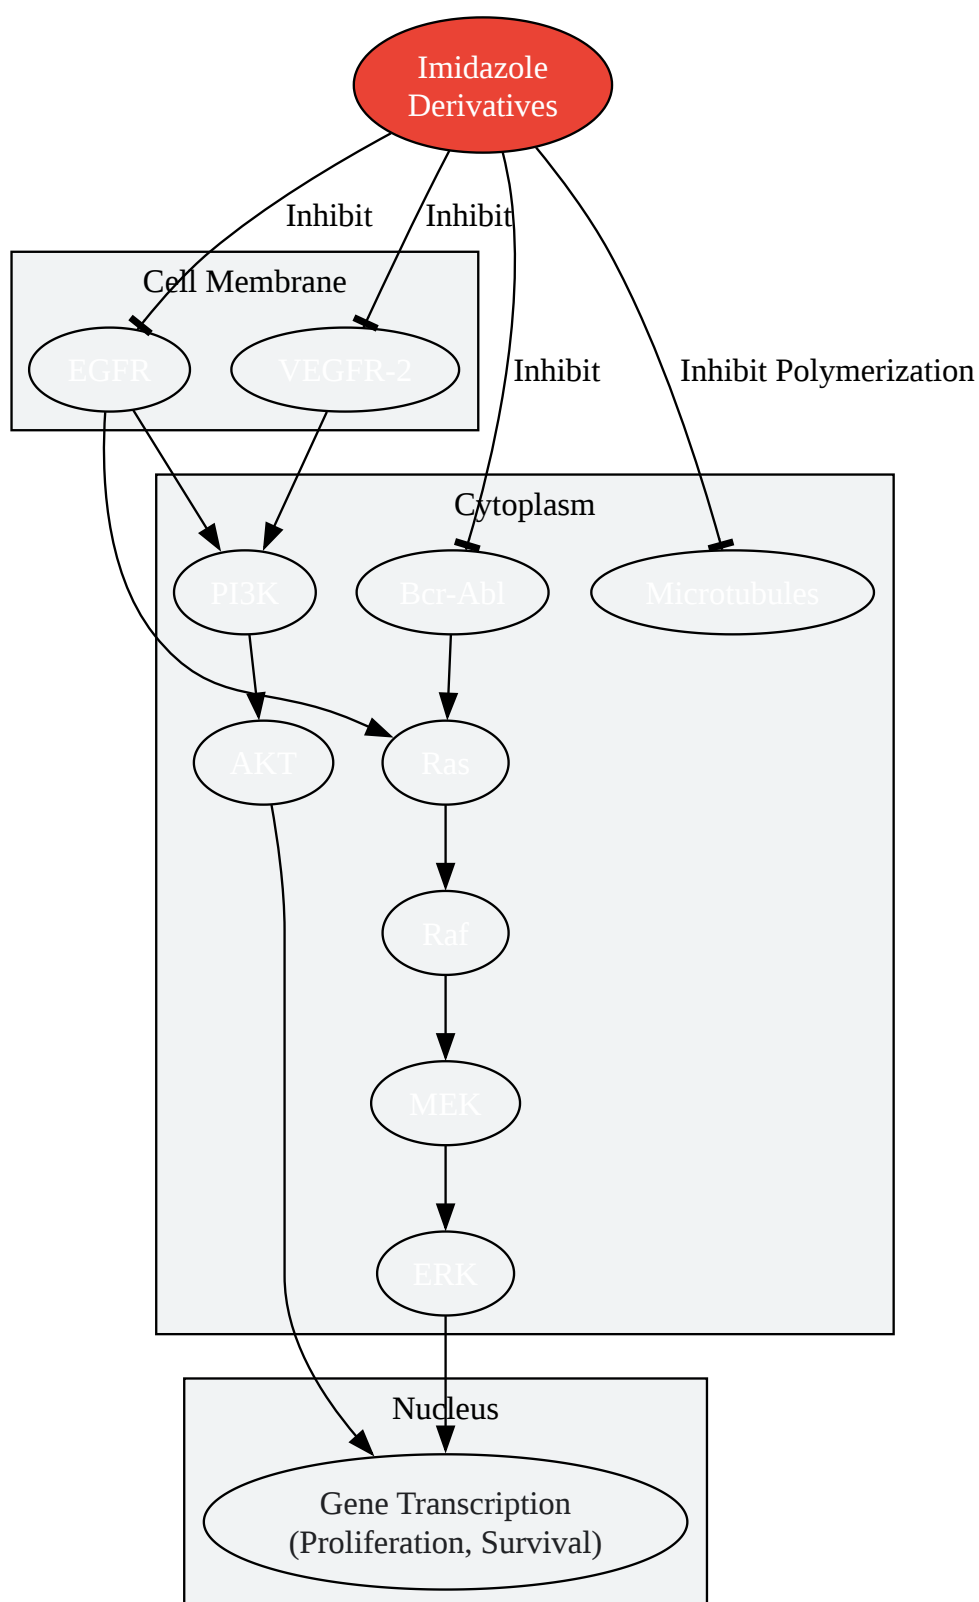 Imidazole
Derivatives
Inhibit
Inhibit
Cell Membrane
EGFR
VEGFR-2
Inhibit
Inhibit Polymerization
Cytoplasm
PI3K
Bcr-Abl
Microtubules
AKT
Ras
Raf
MEK
ERK
Nucleus
Gene Transcription
(Proliferation, Survival)